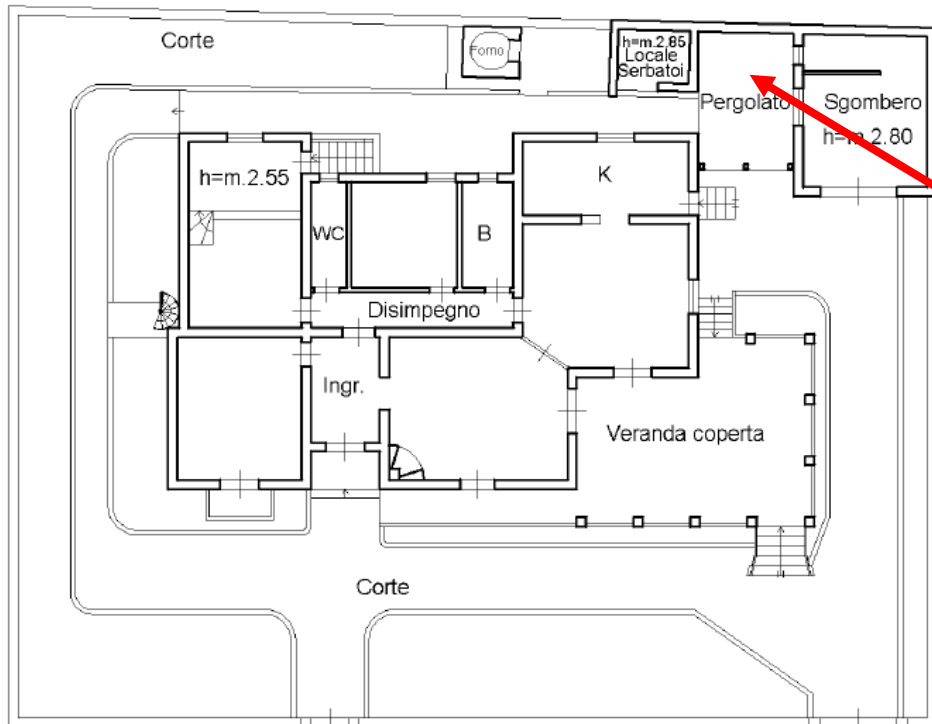 Corte
Forno
h=m.2.85
Locale
Serbatoi
Pergolato
Sgombero
h=m.2.80
h=m.2.55
K
WC
B
Disimpegno
Ingr.
Veranda coperta
Corte